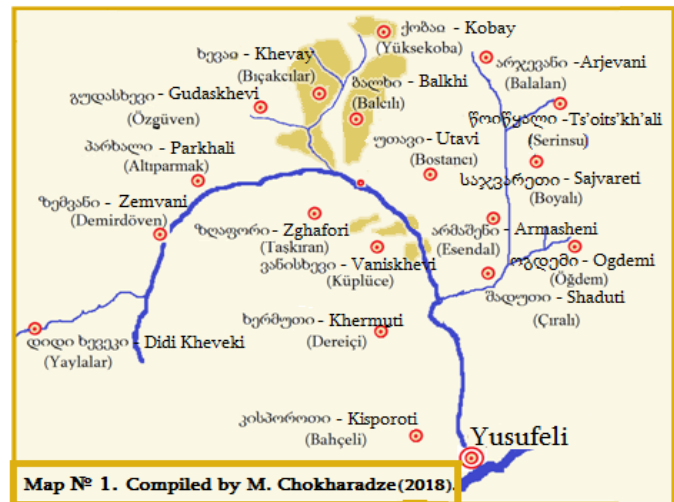 ქობაი - Kobay
(Yüksekoba)
ხევაი - Khevay
(Bıçakcılar)
არჯევანი - Arjevani
(Balalan)
ბალხი - Balkhi
(Balcılı)
გუდასხევი - Gudaskhevi
(Özgüven)
წოიწყალი - Ts'oits'kh'ali
(Serinsu)
უთავი - Utavi
(Bostancı)
პარხალი - Parkhali
(Altıparmak)
საჯვარეთი - Sajvareti
(Boyalı)
ზემვანი - Zemvani
(Demirdöven)
ზღაფორი - Zghafori
(Taşkıran)
არმაშენი - Armasheni
(Esendal)
ვანისხევი - Vaniskhevi
(Küplüce)
ოგდემი - Ogdemi
(Öğdem)
შადუთი - Shaduti
(Çıralı)
ხერმუთი - Khermuti
(Dereiçi)
დიდი ხევეკი - Didi Kheveki
(Yaylalar)
კისპოროთი - Kisporoti
(Bahçeli)
Yusufeli
Map № 1. Compiled by M. Chokharadze(2018).